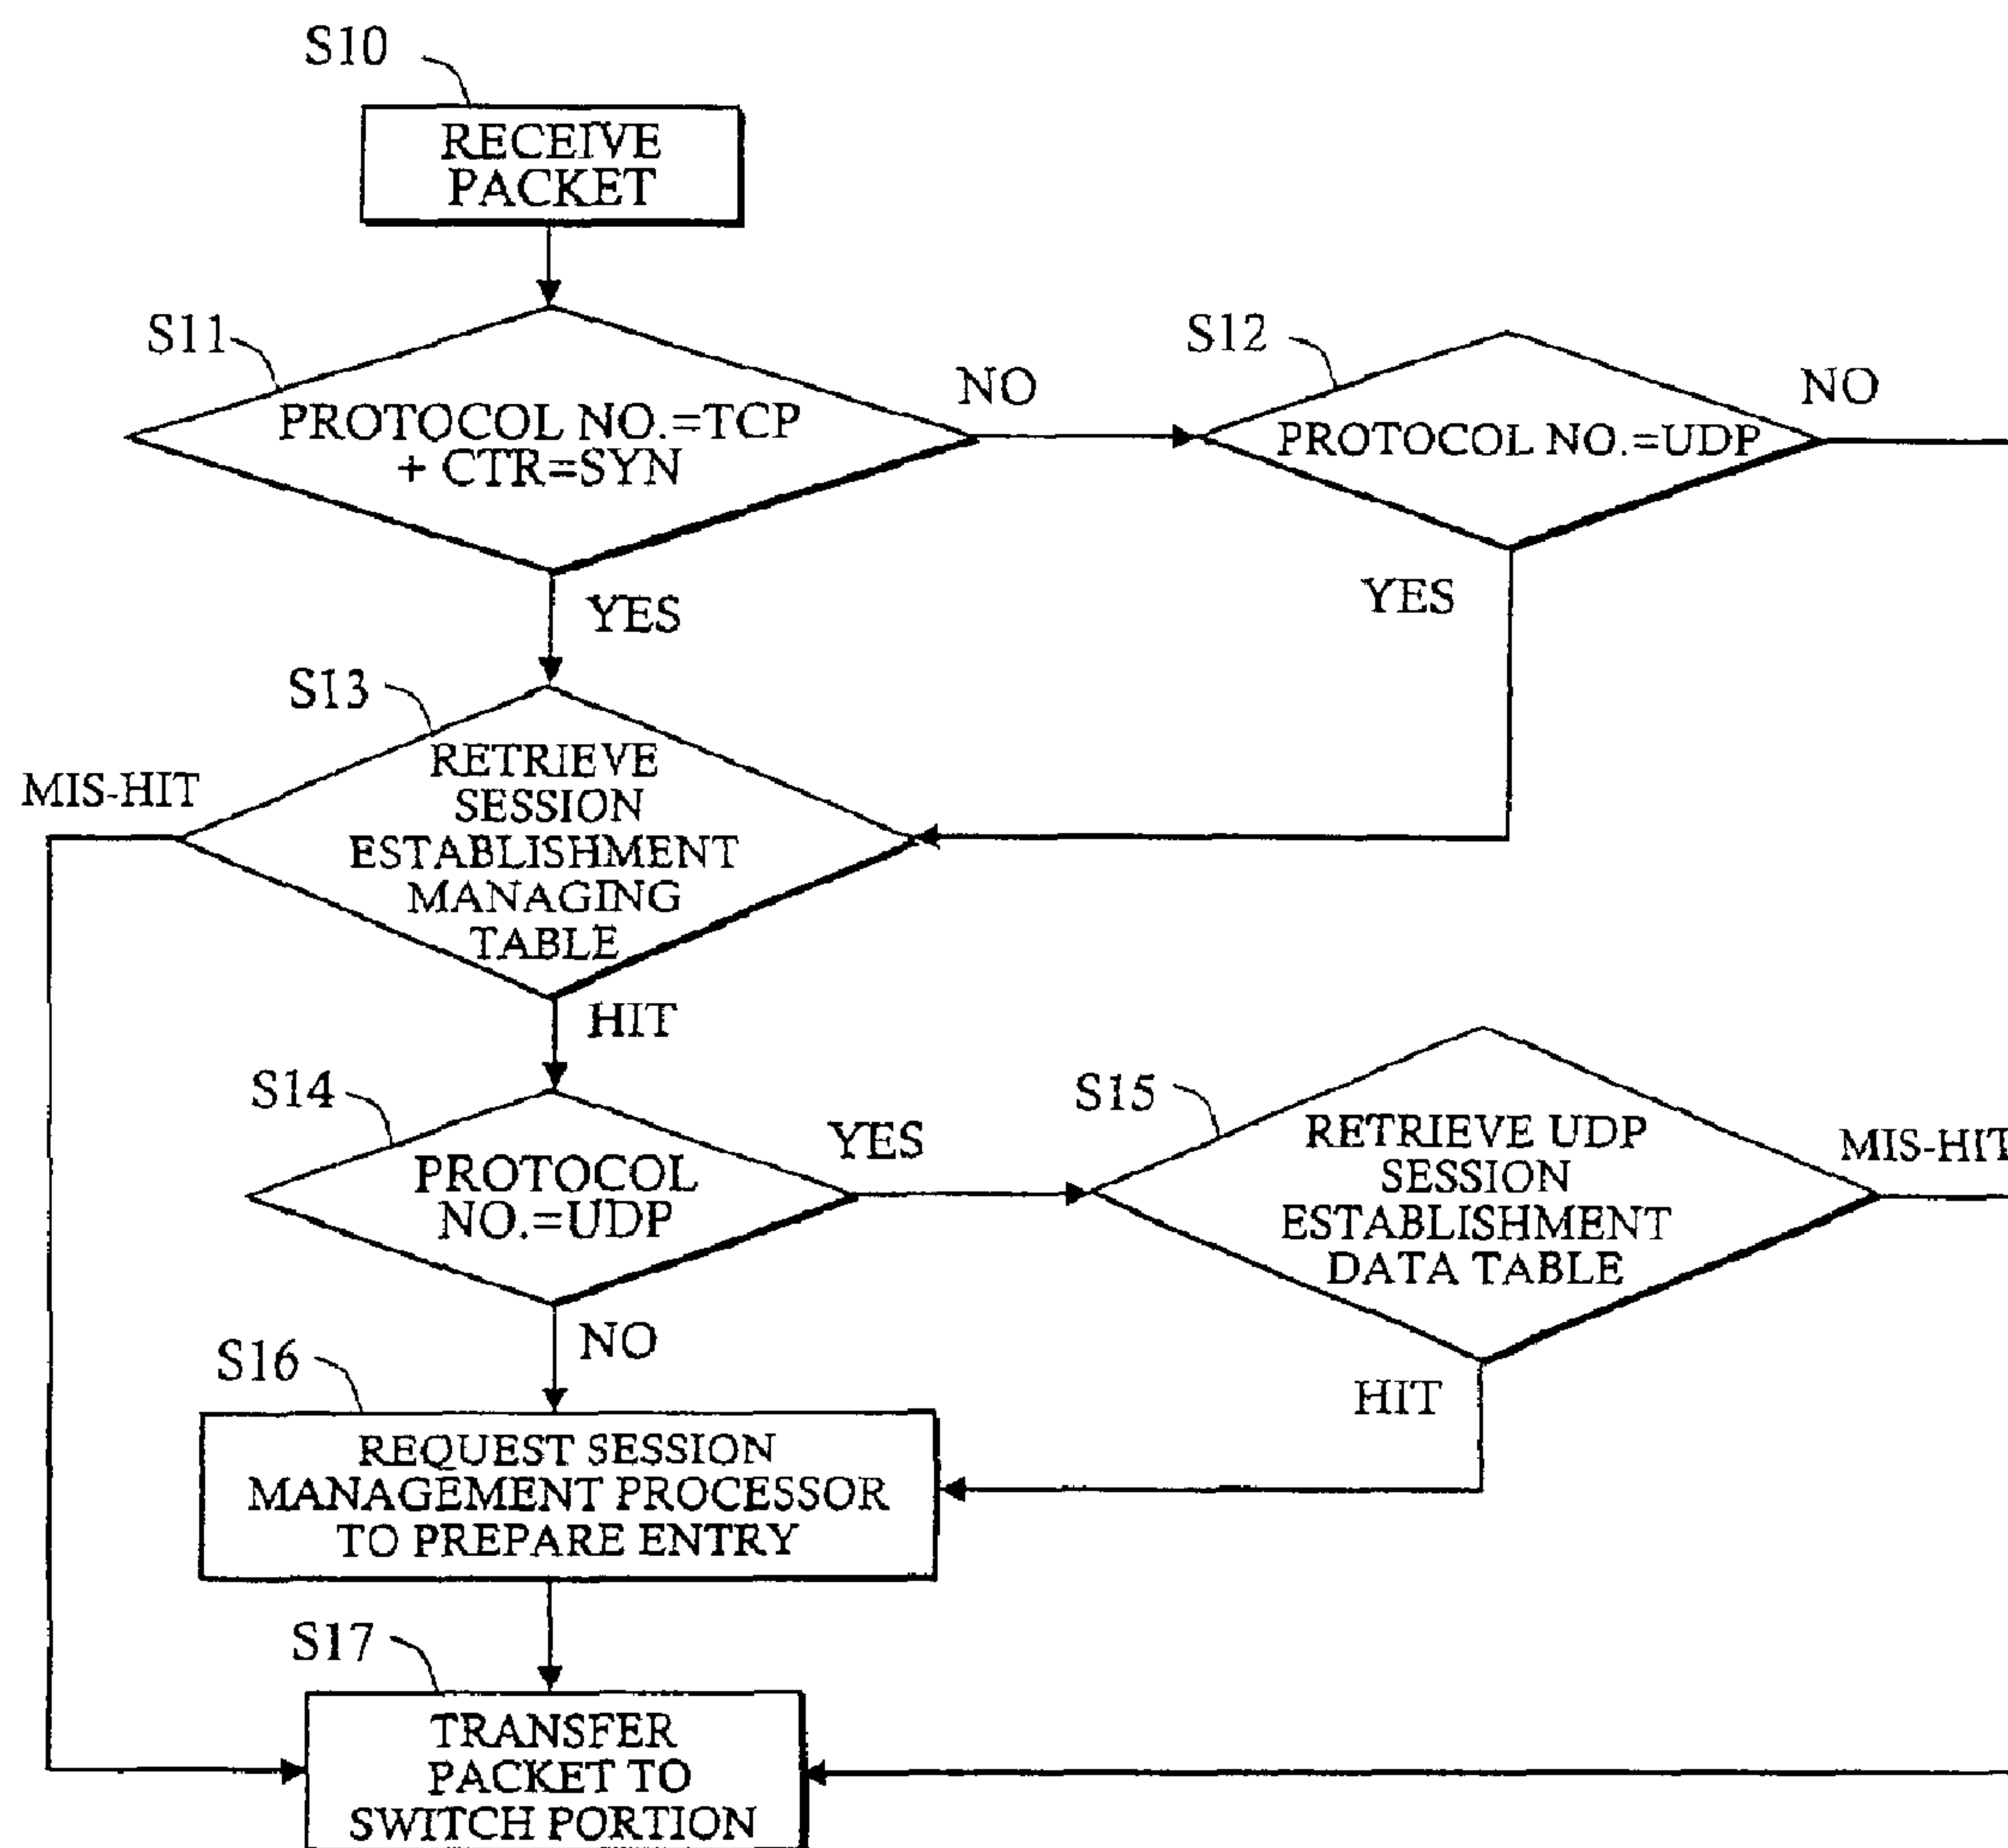 S10
RECEIVE
PACKET
S11
PROTOCOL NO.=TCP
+ CTR=SYN
NO
S12
PROTOCOL NO.=UDP
NO
YES
YES
S13
RETRIEVE
SESSION
ESTABLISHMENT
MANAGING
TABLE
MIS-HIT
HIT
S14
PROTOCOL
NO.=UDP
YES
S15
RETRIEVE UDP
SESSION
ESTABLISHMENT
DATA TABLE
MIS-HIT
NO
HIT
S16
REQUEST SESSION
MANAGEMENT PROCESSOR
TO PREPARE ENTRY
S17
TRANSFER
PACKET TO
SWITCH PORTION